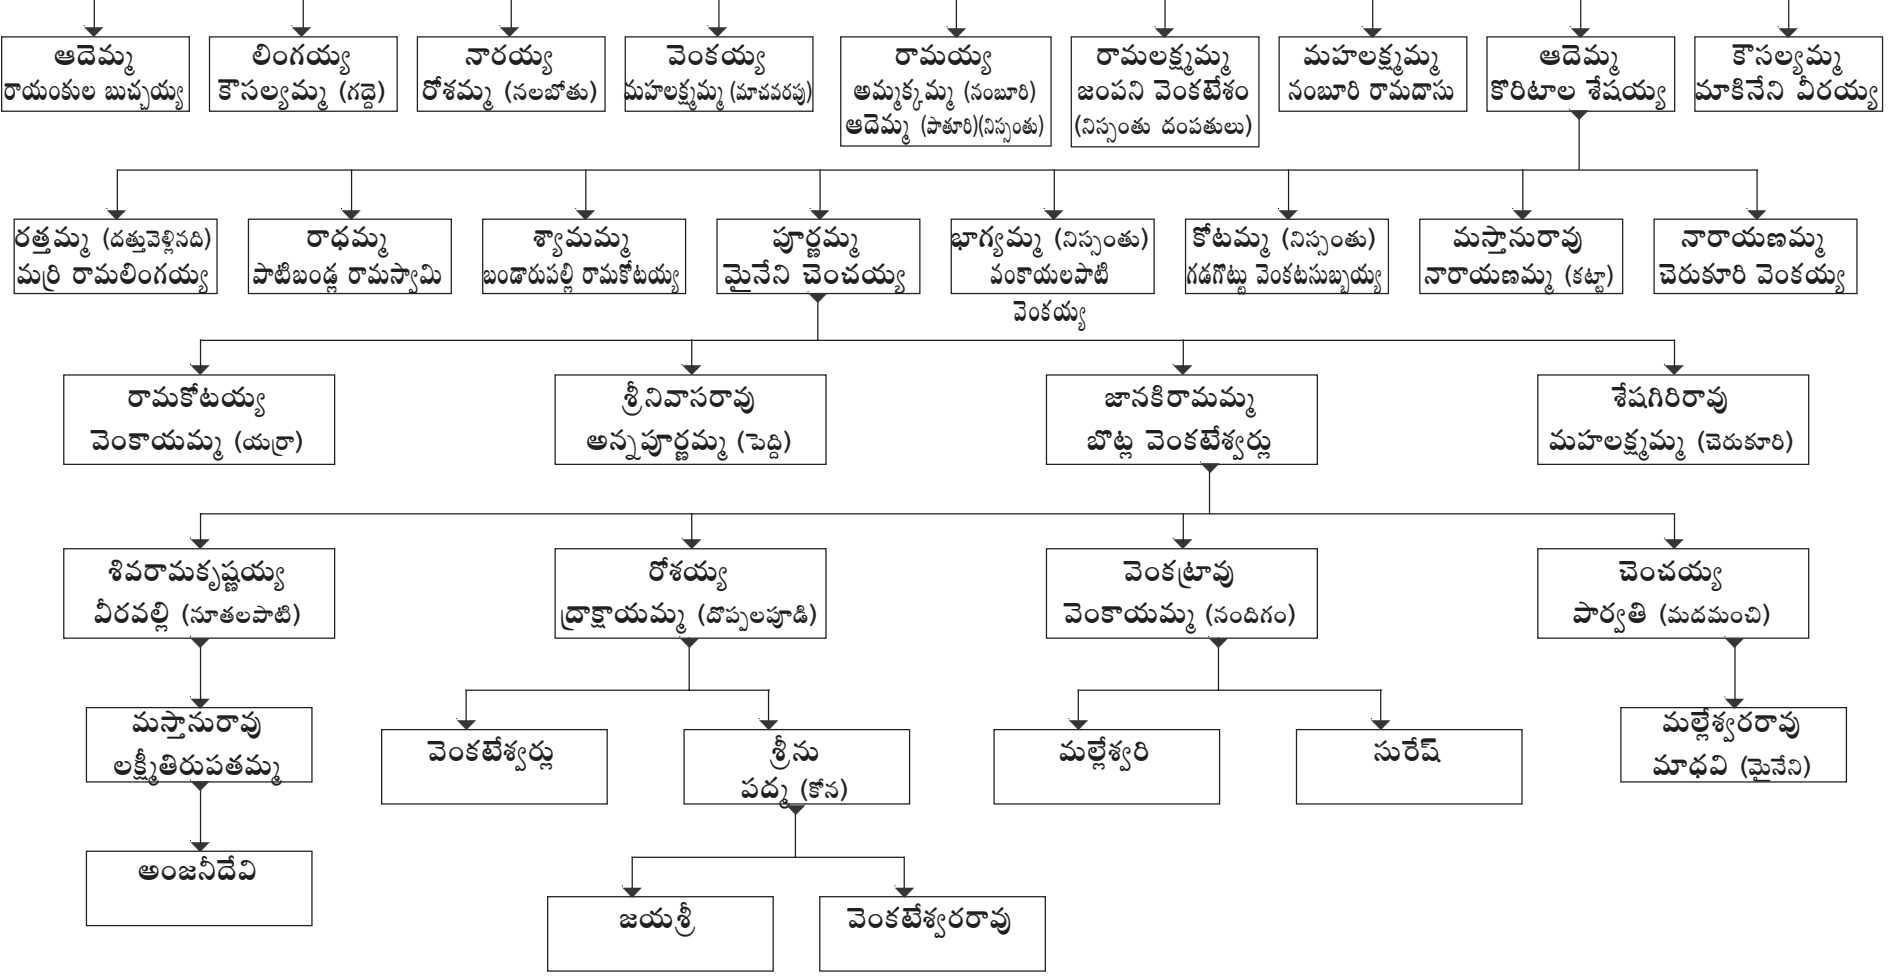 ఆదెమ్మ
రాయంకుల బుచ్చయ్య
లింగయ్య
కౌసల్యమ్మ (గద్దె)
నారయ్య
రోశమ్మ (నలబోతు)
వెంకయ్య
మహలక్ష్మమ్మ (మాచవరపు)
రామయ్య
అమ్మక్కమ్మ (నంబూరి)
ఆదెమ్మ (పాతూరి)(నిస్సంతు)
రామలక్ష్మమ్మ
జంపని వెంకటేశం
(నిస్సంతు దంపతులు)
మహలక్ష్మమ్మ
నంబూరి రామదాసు
ఆదెమ్మ
కొరిటాల శేషయ్య
కౌసల్యమ్మ
మాకినేని వీరయ్య
రత్తమ్మ (దత్తువెళ్లినది)
మర్రి రామలింగయ్య
రాధమ్మ
పాటిబండ్ల రామస్వామి
శ్యామమ్మ
బండారుపల్లి రామకోటయ్య
పూర్ణమ్మ
మైనేని చెంచయ్య
భాగ్యమ్మ (నిస్సంతు)
వంకాయలపాటి
వెంకయ్య
కోటమ్మ (నిస్సంతు)
గడగొట్టు వెంకటసుబ్బయ్య
మస్తానురావు
నారాయణమ్మ (కట్టా)
నారాయణమ్మ
చెరుకూరి వెంకయ్య
రామకోటయ్య
వెంకాయమ్మ (యర్రా)
శ్రీనివాసరావు
అన్నపూర్ణమ్మ (పెద్ది)
జానకిరామమ్మ
బొట్ల వెంకటేశ్వర్లు
శేషగిరిరావు
మహలక్ష్మమ్మ (చెరుకూరి)
శివరామకృష్ణయ్య
వీరవల్లి (నూతలపాటి)
రోశయ్య
ద్రాక్షాయమ్మ (దొప్పలపూడి)
వెంకట్రావు
వెంకాయమ్మ (నందిగం)
చెంచయ్య
పార్వతి (మదమంచి)
మస్తానురావు
లక్ష్మీతిరుపతమ్మ
వెంకటేశ్వర్లు
శ్రీను
పద్మ (కోన)
మల్లేశ్వరి
సురేష్
మల్లేశ్వరరావు
మాధవి (మైనేని)
అంజనీదేవి
జయశ్రీ
వెంకటేశ్వరరావు